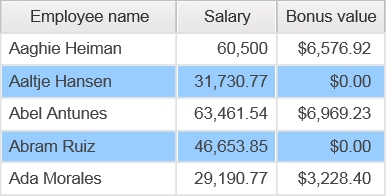 Employee name Salary Bonus value
Aaghie Heiman 60,500 $6,576.92
Aaltje Hansen 31,730.77 $0.00
Abel Antunes 63,461.54 $6,969.23
Abram Ruiz 46,653.85 $0.00
Ada Morales 29,190.77 $3,228.40